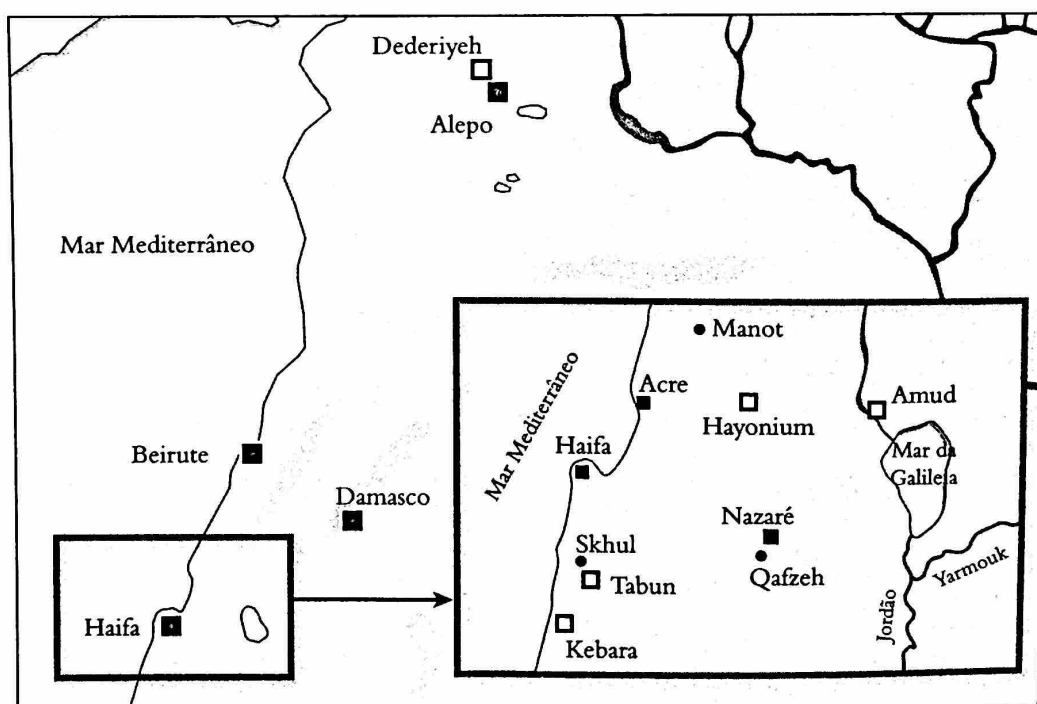 Dederiyeh
Alepo
Mar Mediterrâneo
Beirute
Damasco
Haifa
Manot
Mar Mediterrâneo
Acre
Hayonium
Amud
Haifa
Mar da
Galileia
Nazaré
Skhul
Qafzeh
Tabun
Yarmouk
Jordão
Kebara